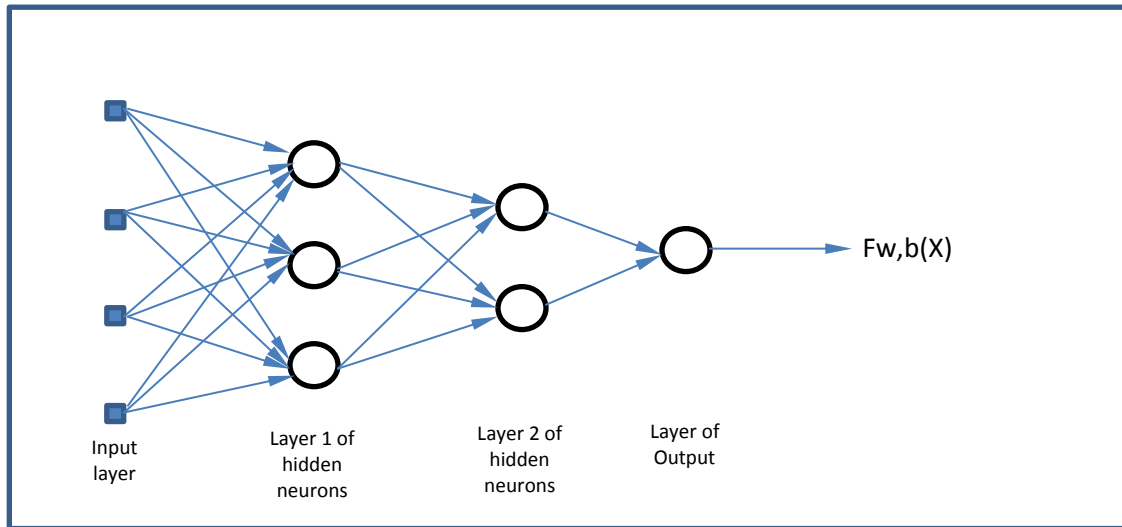 Fw,b(X)
Input
layer
Layer 1 of
hidden
neurons
Layer 2 of
hidden
neurons
Layer of
Output